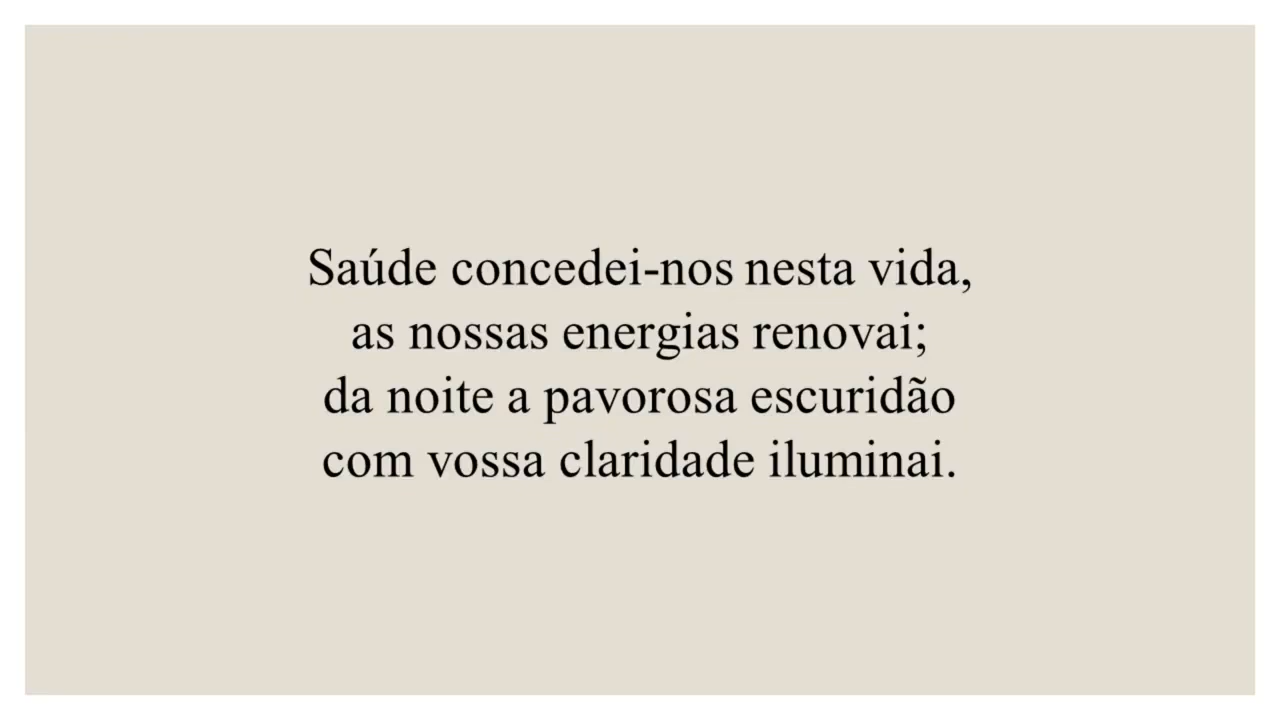 Saúde concedei-nos nesta vida,
as nossas energias renovai;
da noite a pavorosa escuridão
com vossa claridade iluminai.